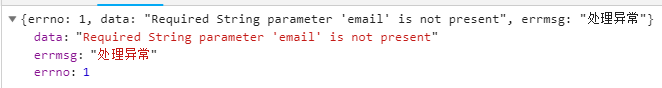 ▼{errno: 1, data: "Required String parameter 'email' is not present", errmsg: "处理异常"}
data: "Required String parameter 'email' is not present"
errmsg: "处理异常"
errno: 1